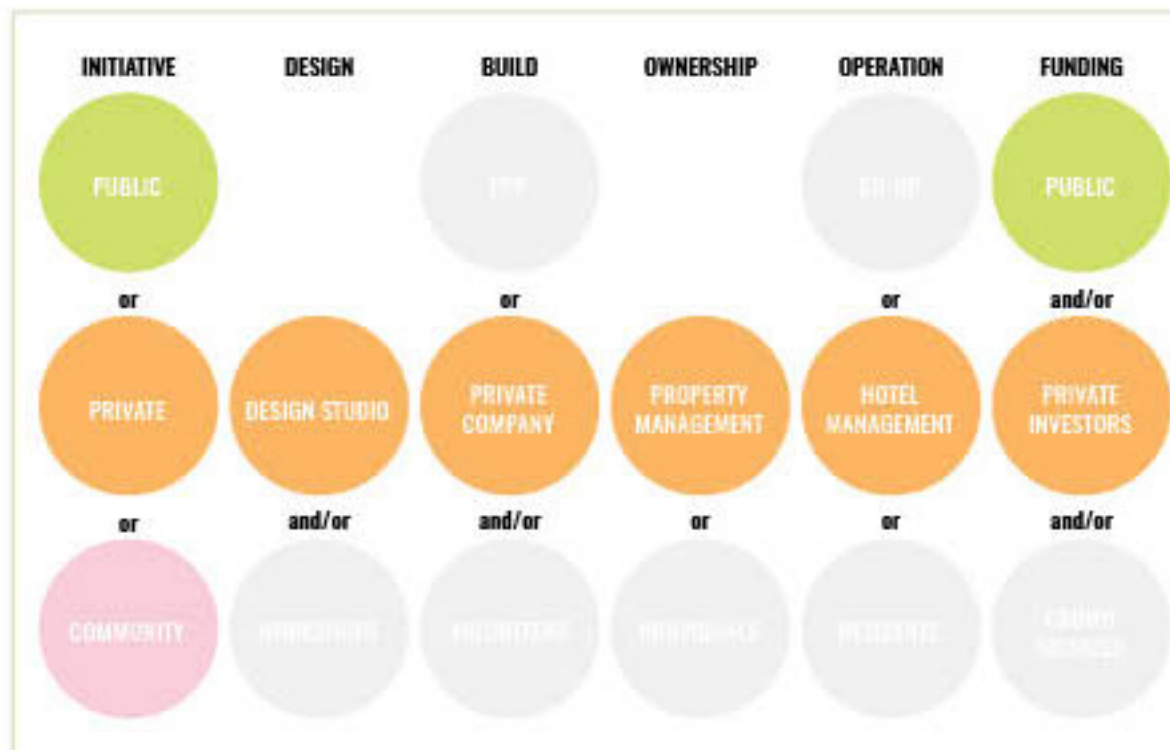 INITIATIVE DESIGN BUILD OWNERSHIP OPERATION FUNDING
PUBLIC PUBLIC
or or or and/or
PRIVATE DESIGN STUDIO PRIVATE COMPANY PROPERTY MANAGEMENT HOTEL MANAGEMENT PRIVATE INVESTORS
or and/or and/or or or and/or
COMMUNITY RESIDENTS